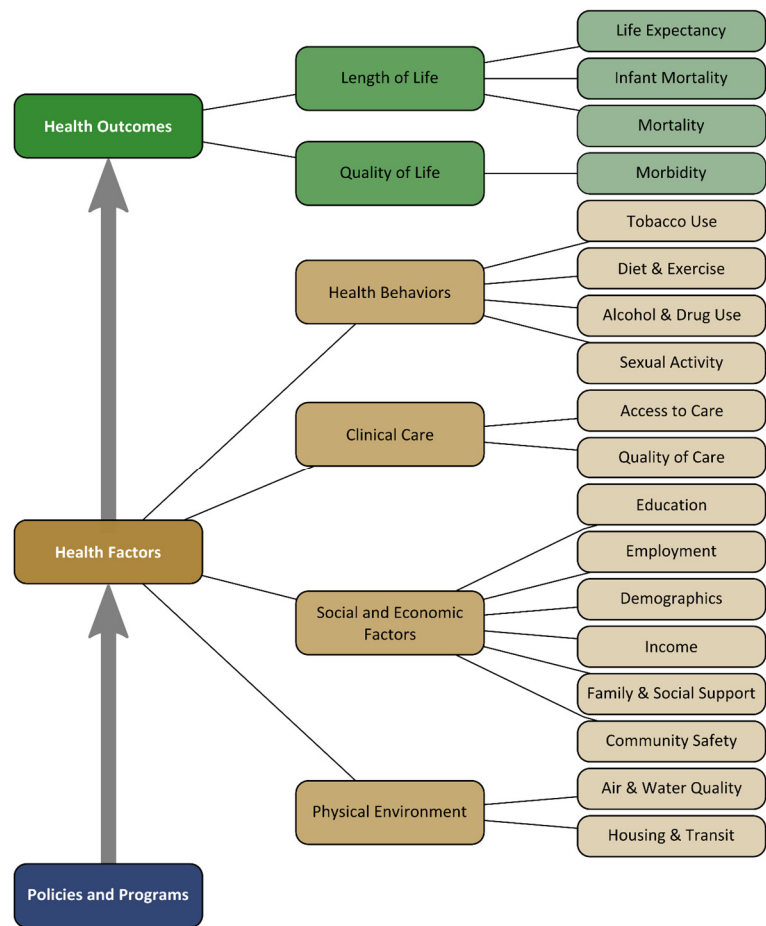 Life Expectancy
Length of Life
Infant Mortality
Health Outcomes
Mortality
Quality of Life
Morbidity
Tobacco Use
Health Behaviors
Diet & Exercise
Alcohol & Drug Use
Sexual Activity
Clinical Care
Access to Care
Quality of Care
Health Factors
Education
Employment
Social and Economic
Factors
Demographics
Income
Family & Social Support
Community Safety
Physical Environment
Air & Water Quality
Housing & Transit
Policies and Programs